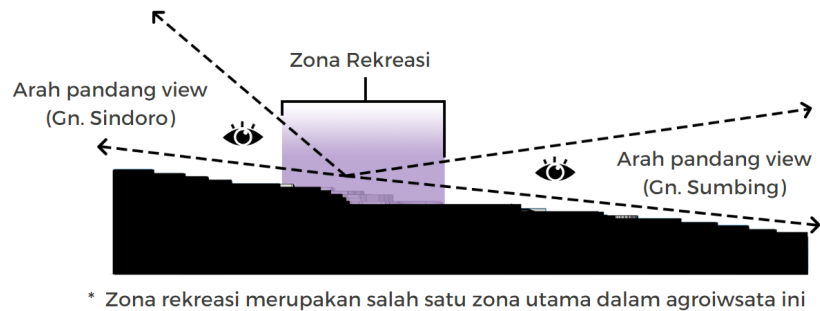 Zona Rekreasi
Arah pandang view
(Gn. Sindoro)
Arah pandang view
(Gn. Sumbing)
* Zona rekreasi merupakan salah satu zona utama dalam agroiwsata ini